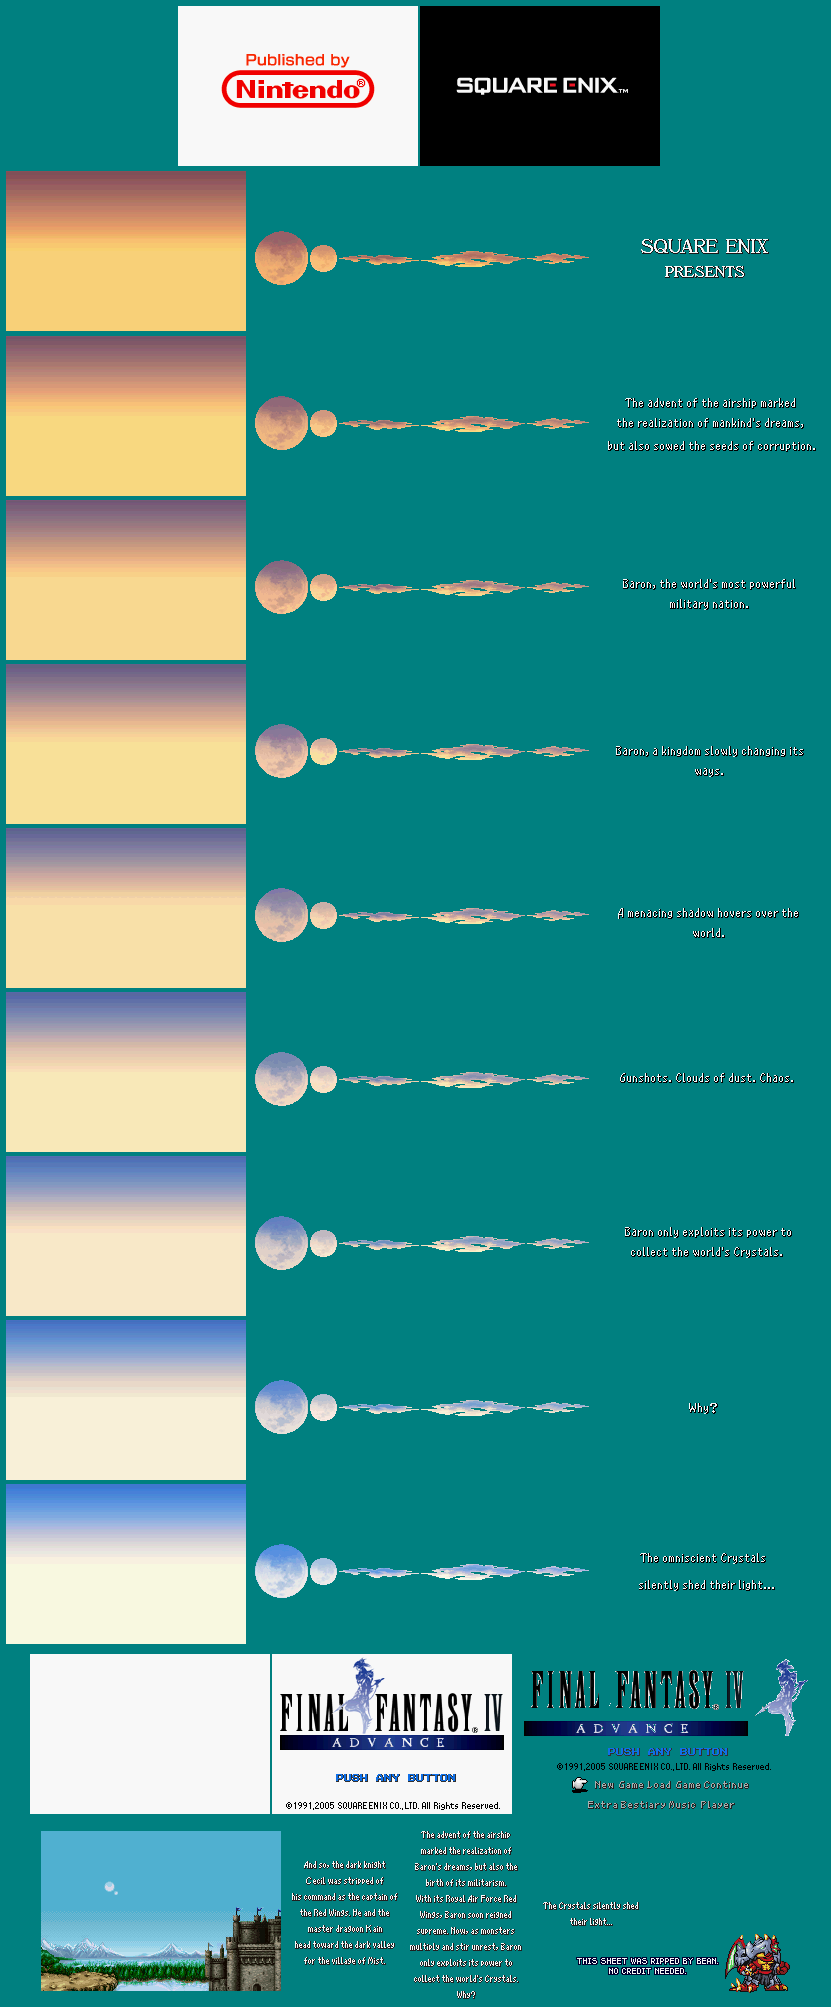 Published by
Nintendo®
SQUARE ENIX™
SQUARE ENIX
PRESENTS
The advent of the airship marked
the realization of mankind's dreams,
but also sowed the seeds of corruption.
Baron, the world's most powerful
military nation.
Baron, a kingdom slowly changing its
ways.
A menacing shadow hovers over the
world.
Gunshots. Clouds of dust. Chaos.
Baron only exploits its power to
collect the world's Crystals.
Why?
The omniscient Crystals
silently shed their light...
FINAL FANTASY® IV
ADVANCE
PUSH ANY BUTTON
©1991,2005 SQUARE ENIX CO.,LTD. All Rights Reserved.
FINAL FANTASY® IV
ADVANCE
PUSH ANY BUTTON
©1991,2005 SQUARE ENIX CO.,LTD. All Rights Reserved.
New Game Load Game Continue
Extra Bestiary Music Player
And so, the dark knight
Cecil was stripped of
his command as the captain of
the Red Wings. He and the
master dragoon Kain
head toward the dark valley
for the village of Mist.
The advent of the airship
marked the realization of
Baron's dreams, but also the
birth of its militarism.
With its Royal Air Force Red
Wings, Baron soon reigned
supreme. Now, as monsters
multiply and stir unrest, Baron
only exploits its power to
collect the world's Crystals.
Why?
The Crystals silently shed
their light...
THIS SHEET WAS RIPPED BY BEAN.
NO CREDIT NEEDED.